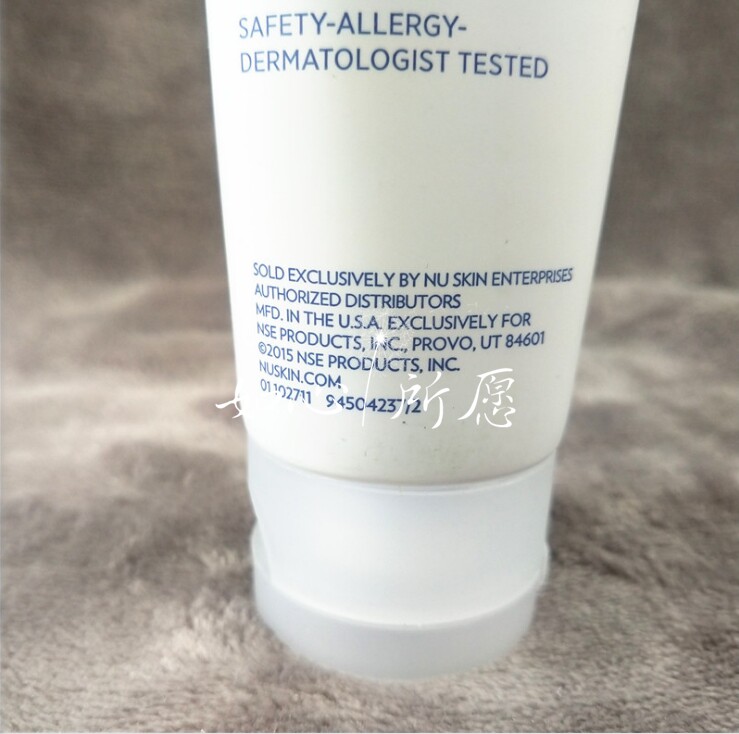 SAFETY-ALLERGY-
DERMATOLOGIST TESTED
SOLD EXCLUSIVELY BY NU SKIN ENTERPRISES
AUTHORIZED DISTRIBUTORS
MFD. IN THE U.S.A. EXCLUSIVELY FOR
NSE PRODUCTS, INC., PROVO, UT 84601
©2015 NSE PRODUCTS, INC.
NUSKIN.COM
01102711
所愿